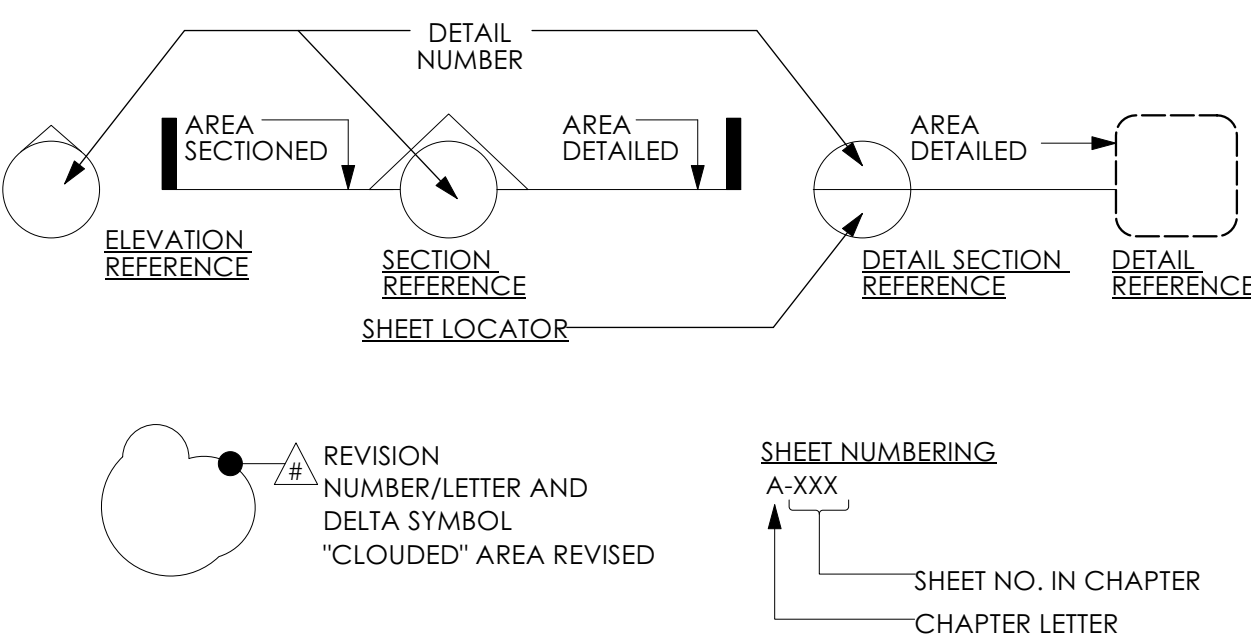 DETAIL
NUMBER
AREA
SECTIONED
AREA
DETAILED
AREA
DETAILED
ELEVATION
REFERENCE
SECTION
REFERENCE
DETAIL SECTION
REFERENCE
DETAIL
REFERENCE
SHEET LOCATOR
#
REVISION
NUMBER/LETTER AND
DELTA SYMBOL
"CLOUDED" AREA REVISED
SHEET NUMBERING
A-XXX
SHEET NO. IN CHAPTER
CHAPTER LETTER